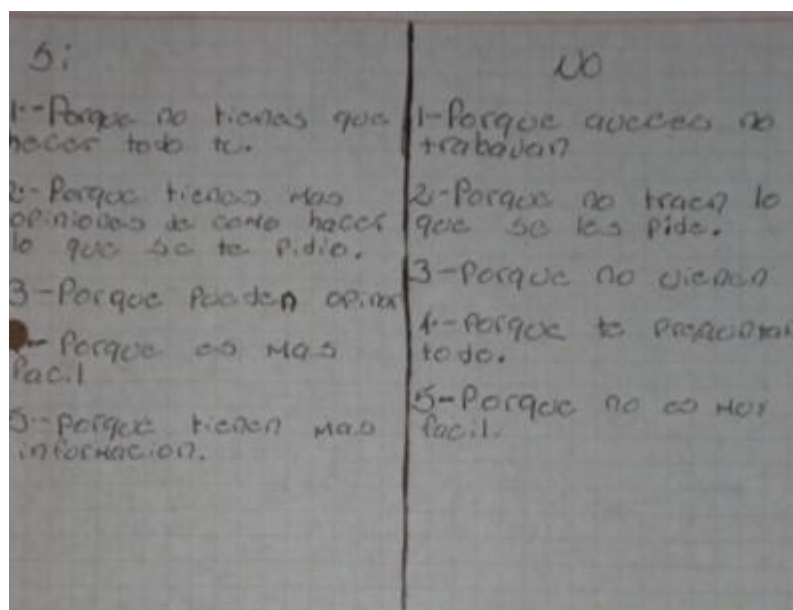 Si
1.-Porque no tienes que
hacer todo tu.
2.-Porque tienes mas
opiniones de como hacer
lo que se te pidio.
3-Porque pueden opinar
- Porque es mas
facil
5.-porque tienen mas
informacion.
NO
1-Porque aveces no
trabajan
2.-Porque no traen lo
que se les pide.
3-Porque no vienen
4.-Porque te preguntan
todo.
5-Porque no es muy
facil.